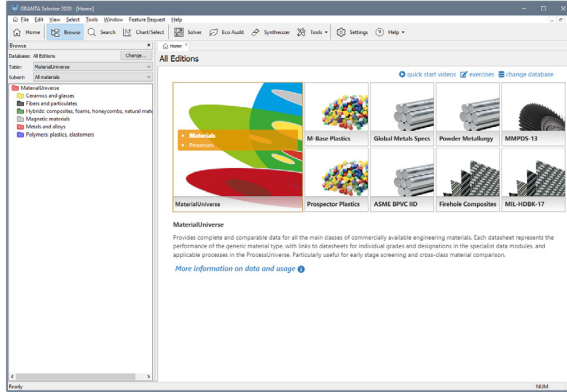 GRANTA Selector 2020 - [Home]
File Edit View Select Tools Window Feature Request Help
Home Browse Search Chart/Select Solver Eco Audit Synthesizer Tools Settings Help
Browse
Home
Database: All Editions Change...
Table: MaterialUniverse
Subset: All materials
MaterialUniverse
Ceramics and glasses
Fibers and particulates
Hybrids: composites, foams, honeycombs, natural mate
Magnetic materials
Metals and alloys
Polymers: plastics, elastomers
All Editions
quick start videos exercises change database
Materials
Processes
MaterialUniverse
M-Base Plastics
Global Metals Specs
Powder Metallurgy
MMPDS-13
Prospector Plastics
ASME BPVC IID
Firehole Composites
MIL-HDBK-17
MaterialUniverse
Provides complete and comparable data for all the main classes of commercially available engineering materials. Each datasheet represents the
performance of the generic material type, with links to datasheets for individual grades and designations in the specialist data modules, and
applicable processes in the ProcessUniverse. Particularly useful for early stage screening and cross-class material comparison.
More information on data and usage
Ready
NUM